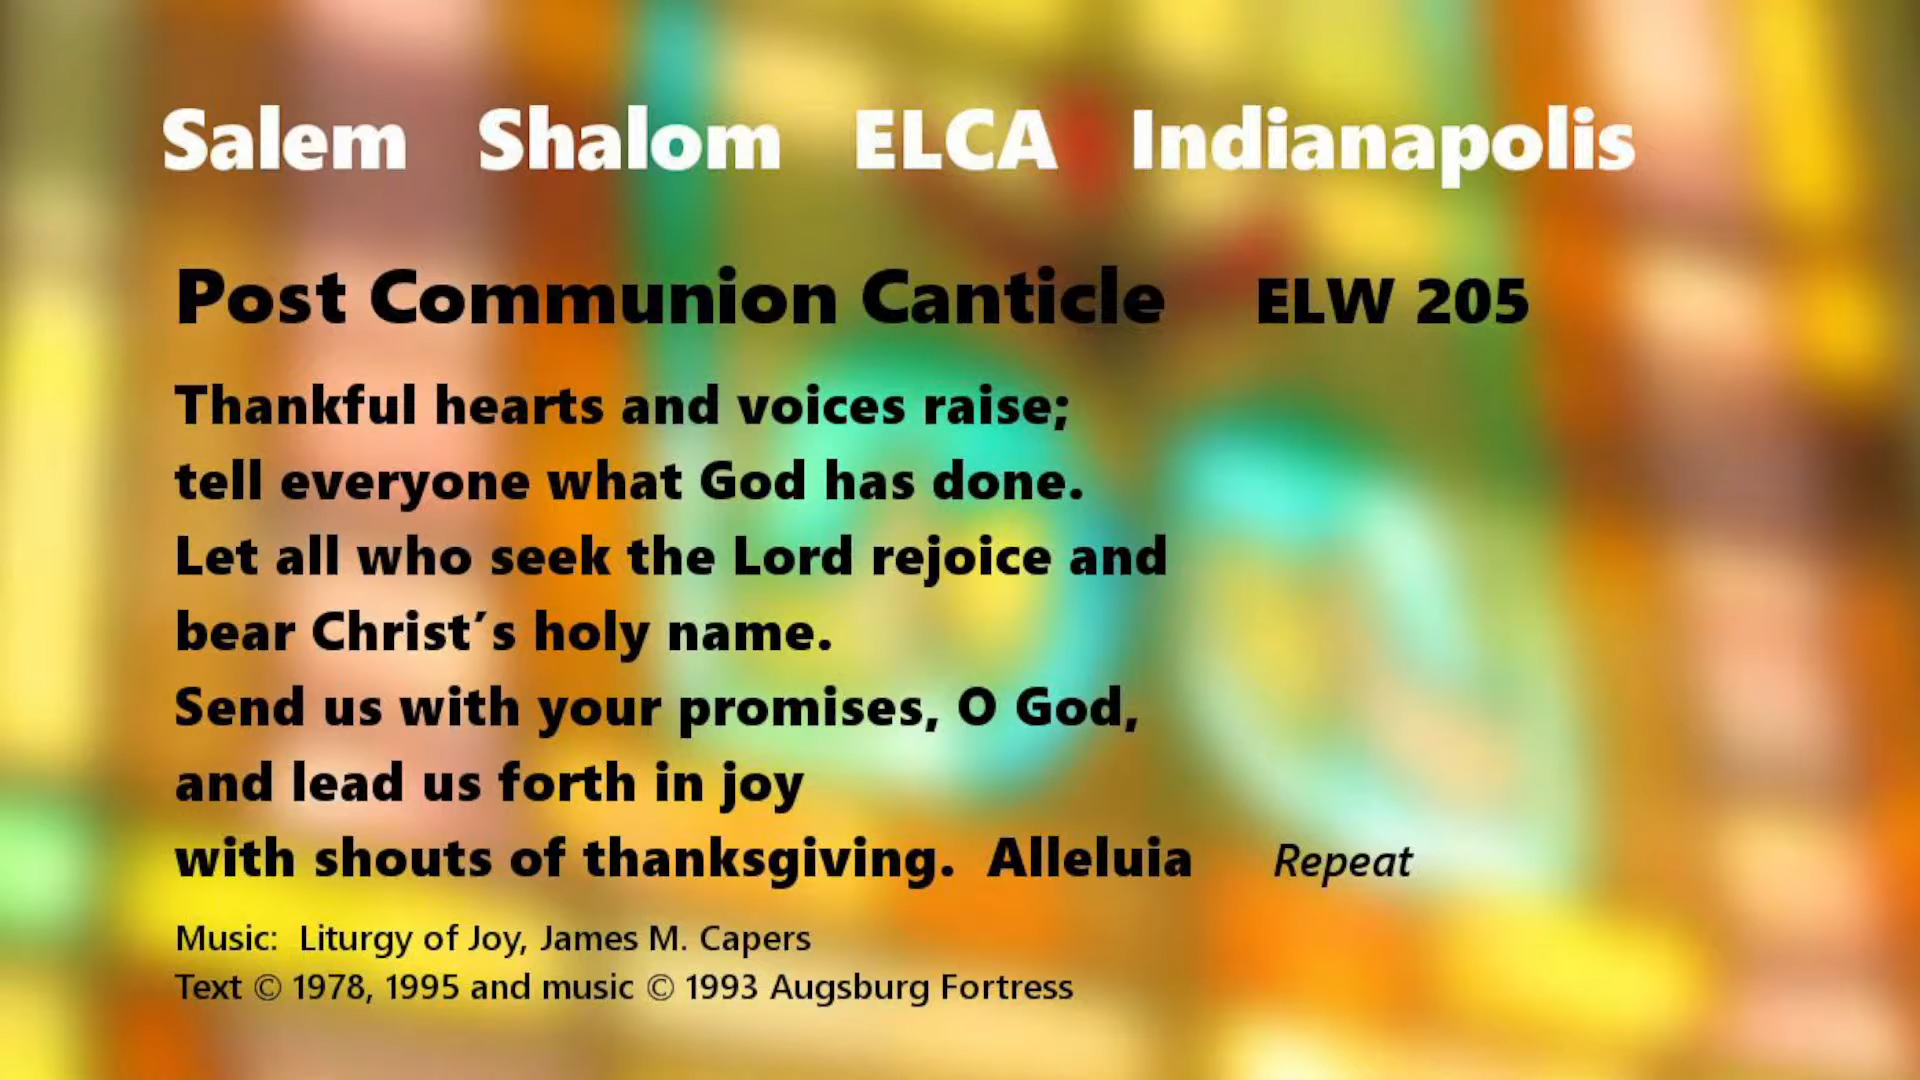 Salem Shalom ELCA Indianapolis
Post Communion Canticle ELW 205
Thankful hearts and voices raise;
tell everyone what God has done.
Let all who seek the Lord rejoice and
bear Christ´s holy name.
Send us with your promises, O God,
and lead us forth in joy
with shouts of thanksgiving. Alleluia Repeat
Music: Liturgy of Joy, James M. Capers
Text © 1978, 1995 and music © 1993 Augsburg Fortress